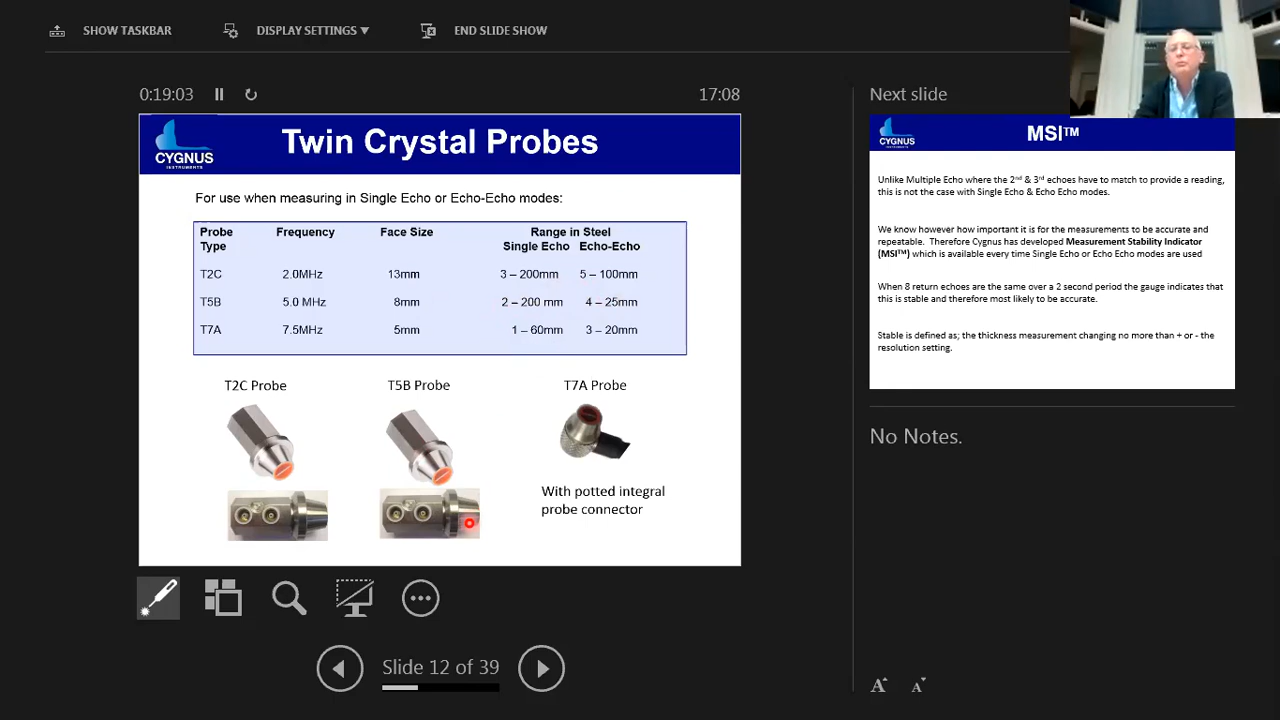 SHOW TASKBAR
DISPLAY SETTINGS ▾
END SLIDE SHOW
0:19:03
17:08
Next slide
CYGNUS
INSTRUMENTS
Twin Crystal Probes
For use when measuring in Single Echo or Echo-Echo modes:
Probe Frequency Face Size Range in Steel
Type Single Echo Echo-Echo
T2C 2.0MHz 13mm 3 – 200mm 5 – 100mm
T5B 5.0 MHz 8mm 2 – 200 mm 4 – 25mm
T7A 7.5MHz 5mm 1 – 60mm 3 – 20mm
T2C Probe T5B Probe T7A Probe
With potted integral
probe connector
CYGNUS
MSI™
Unlike Multiple Echo where the 2nd & 3rd echoes have to match to provide a reading,
this is not the case with Single Echo & Echo Echo modes.
We know however how important it is for the measurements to be accurate and
repeatable. Therefore Cygnus has developed Measurement Stability Indicator
(MSI™) which is available every time Single Echo or Echo Echo modes are used
When 8 return echoes are the same over a 2 second period the gauge indicates that
this is stable and therefore most likely to be accurate.
Stable is defined as; the thickness measurement changing no more than + or - the
resolution setting.
No Notes.
Slide 12 of 39
A A